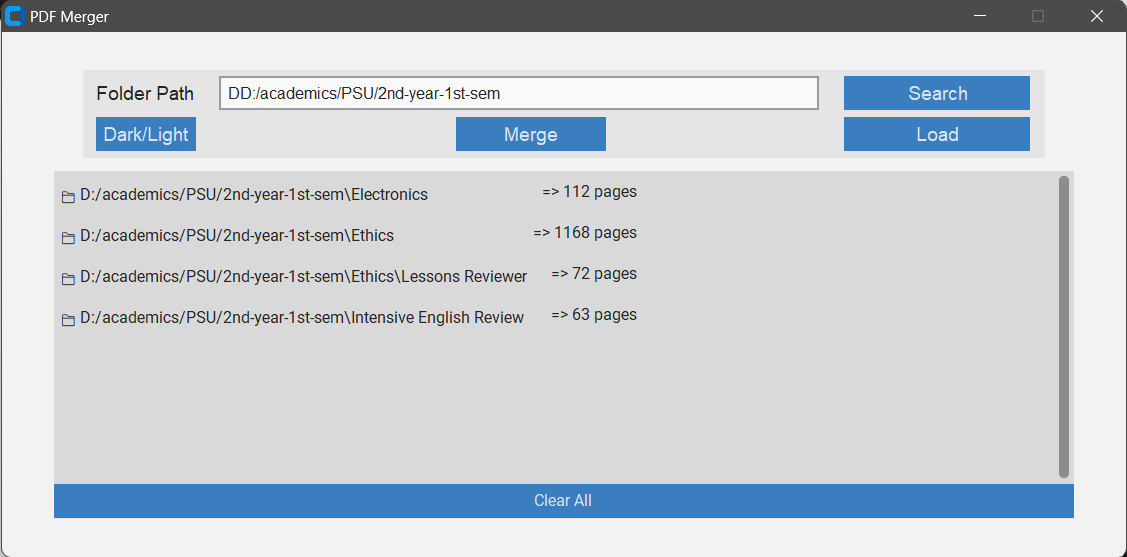 PDF Merger
Folder Path DD:/academics/PSU/2nd-year-1st-sem Search
Dark/Light Merge Load
D:/academics/PSU/2nd-year-1st-sem\Electronics => 112 pages
D:/academics/PSU/2nd-year-1st-sem\Ethics => 1168 pages
D:/academics/PSU/2nd-year-1st-sem\Ethics\Lessons Reviewer => 72 pages
D:/academics/PSU/2nd-year-1st-sem\Intensive English Review => 63 pages
Clear All